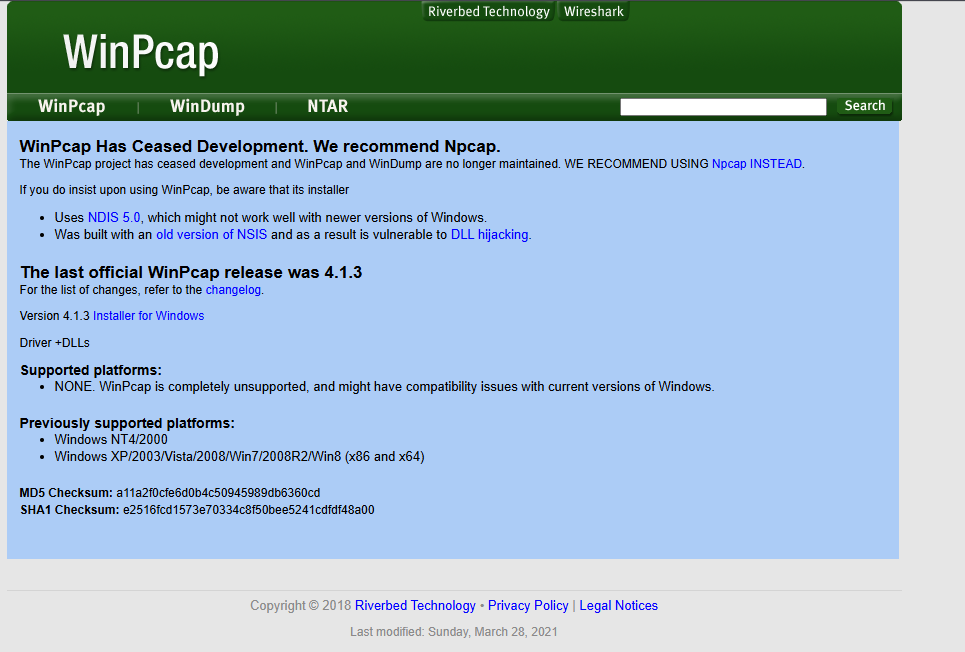 Riverbed Technology Wireshark
WinPcap
WinPcap | WinDump | NTAR Search
WinPcap Has Ceased Development. We recommend Npcap.
The WinPcap project has ceased development and WinPcap and WinDump are no longer maintained. WE RECOMMEND USING Npcap INSTEAD.
If you do insist upon using WinPcap, be aware that its installer
• Uses NDIS 5.0, which might not work well with newer versions of Windows.
• Was built with an old version of NSIS and as a result is vulnerable to DLL hijacking.
The last official WinPcap release was 4.1.3
For the list of changes, refer to the changelog.
Version 4.1.3 Installer for Windows
Driver +DLLs
Supported platforms:
• NONE. WinPcap is completely unsupported, and might have compatibility issues with current versions of Windows.
Previously supported platforms:
• Windows NT4/2000
• Windows XP/2003/Vista/2008/Win7/2008R2/Win8 (x86 and x64)
MD5 Checksum: a11a2f0cfe6d0b4c50945989db6360cd
SHA1 Checksum: e2516fcd1573e70334c8f50bee5241cdfdf48a00
Copyright © 2018 Riverbed Technology • Privacy Policy | Legal Notices
Last modified: Sunday, March 28, 2021